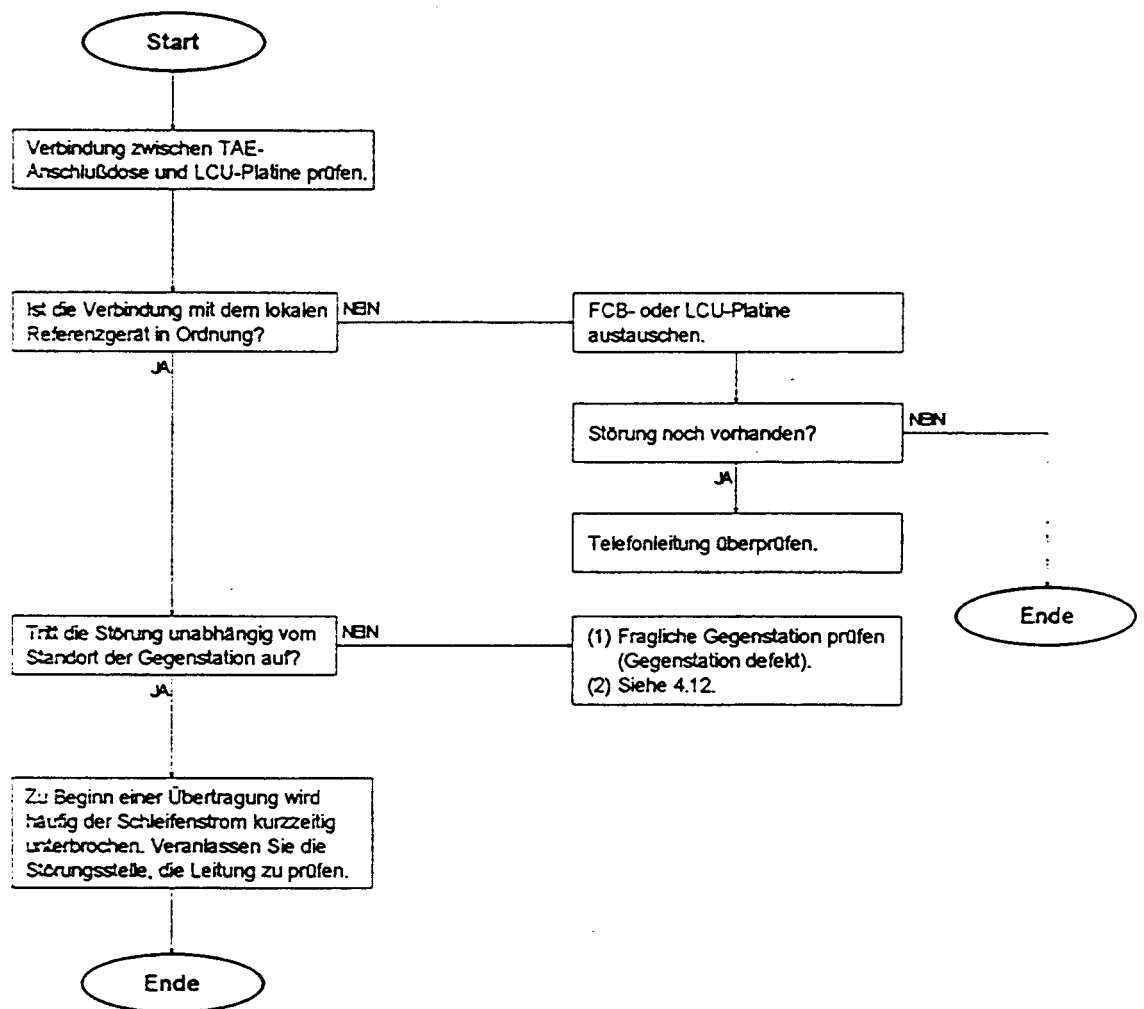 Start
Verbindung zwischen TAE-
Anschlußdose und LCU-Platine prüfen.
Ist die Verbindung mit dem lokalen
Referenzgerät in Ordnung?
NEIN
FCB- oder LCU-Platine
austauschen.
JA
Störung noch vorhanden?
NEIN
JA
Telefonleitung überprüfen.
Ende
Tritt die Störung unabhängig vom
Standort der Gegenstation auf?
NEIN
(1) Fragliche Gegenstation prüfen
(Gegenstation defekt).
(2) Siehe 4.12.
JA
Zu Beginn einer Übertragung wird
häufig der Schleifenstrom kurzzeitig
unterbrochen. Veranlassen Sie die
Störungsstelle, die Leitung zu prüfen.
Ende